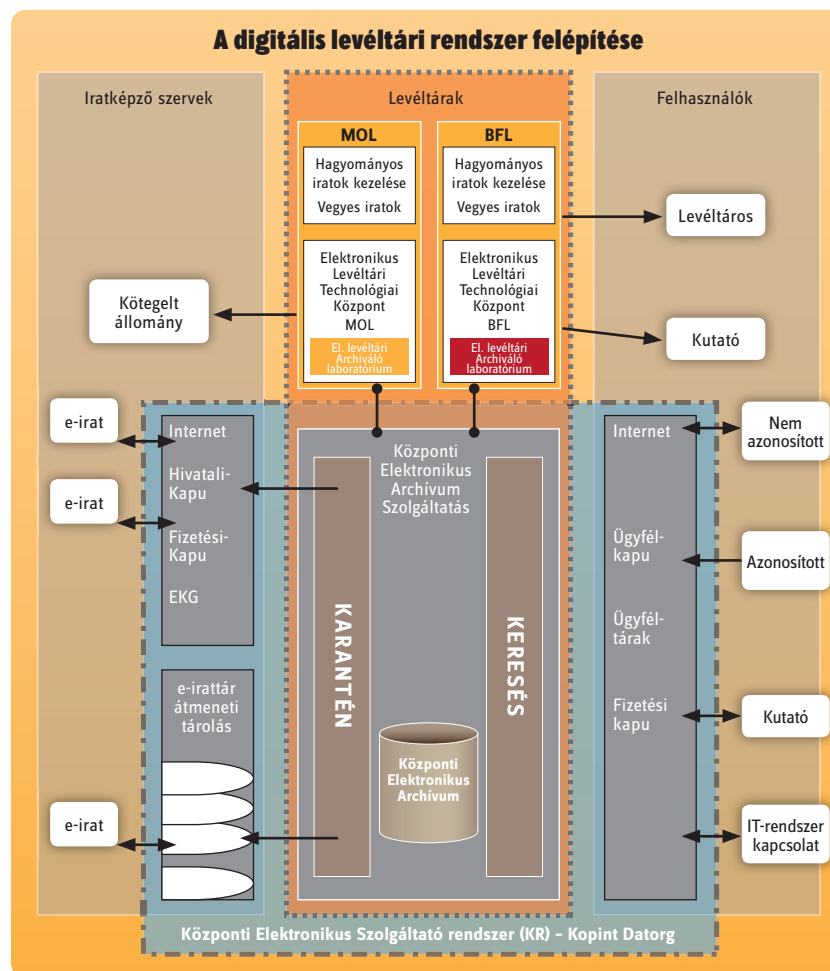 A digitális levéltári rendszer felépítése
Iratképző szervek
Levéltárak
Felhasználók
MOL
Hagyományos
iratok kezelése
Vegyes iratok
BFL
Hagyományos
iratok kezelése
Vegyes iratok
Elektronikus
Levéltári
Technológiai
Központ
MOL
El. levéltári
Archiváló
laboratórium
Elektronikus
Levéltári
Technológiai
Központ
BFL
El. levéltári
Archiváló
laboratórium
Levéltáros
Kutató
Kötegelt
állomány
e-irat
e-irat
e-irat
Internet
Hivatali-
Kapu
Fizetési-
Kapu
EKG
e-irattár
átmeneti
tárolás
Központi
Elektronikus
Archívum
Szolgáltatás
KARANTÉN
KERESÉS
Központi
Elektronikus
Archívum
Internet
Ügyfél-
kapu
Ügyfél-
tárak
Fizetési
kapu
Nem
azonosított
Azonosított
Kutató
IT-rendszer
kapcsolat
Központi Elektronikus Szolgáltató rendszer (KR) – Kopint Datorg